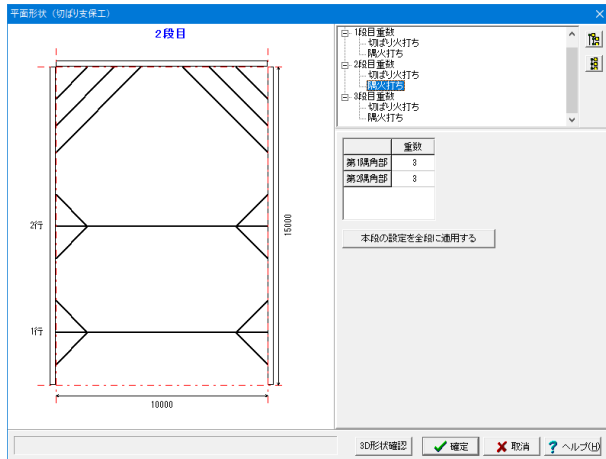 平面形状（切ばり支保工）
2段目
2行
1行
15000
10000
1段目重数
切ばり火打ち
隅火打ち
2段目重数
切ばり火打ち
隅火打ち
3段目重数
切ばり火打ち
隅火打ち
重数
第1隅角部 3
第2隅角部 3
本段の設定を全段に適用する
3D形状確認 確定 取消 ? ヘルプ(H)